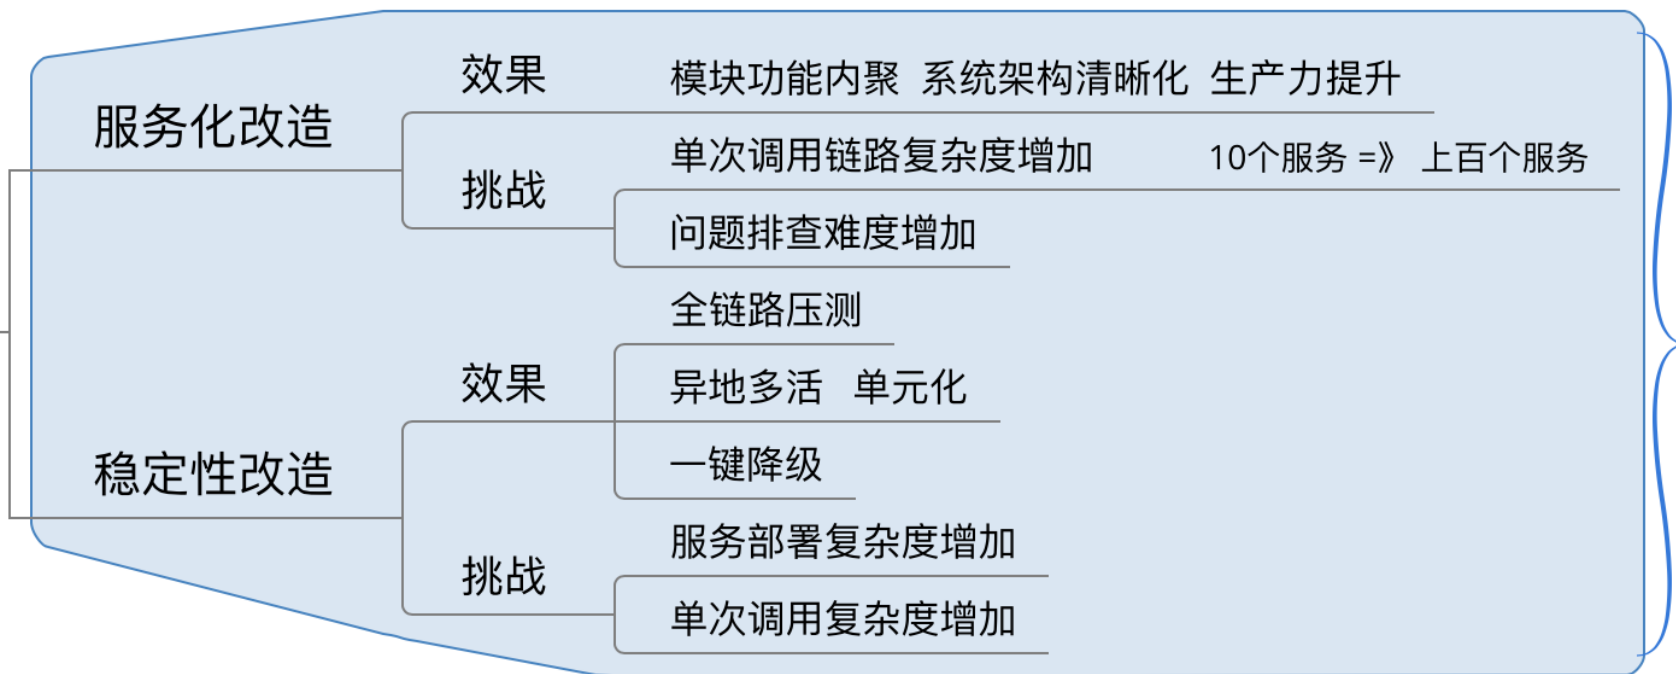 服务化改造
效果
模块功能内聚 系统架构清晰化 生产力提升
挑战
单次调用链路复杂度增加 10个服务 =》 上百个服务
问题排查难度增加
稳定性改造
效果
全链路压测
异地多活 单元化
一键降级
挑战
服务部署复杂度增加
单次调用复杂度增加